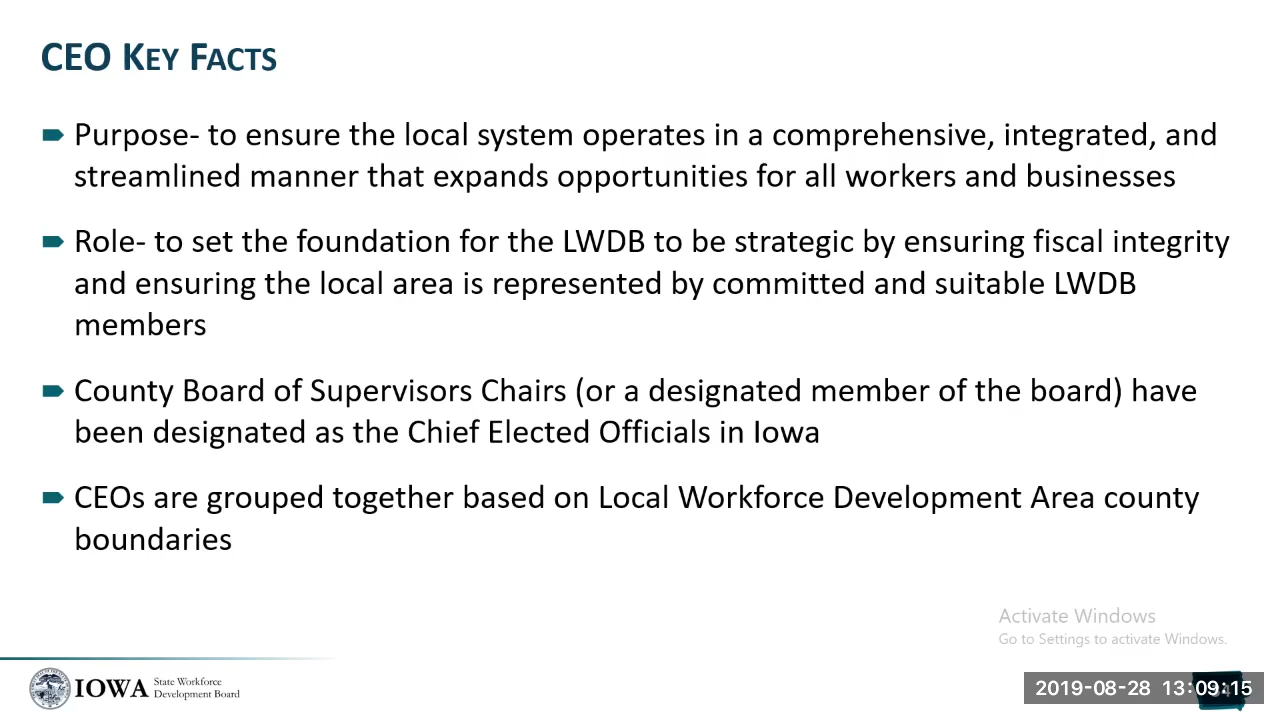 CEO KEY FACTS
Purpose- to ensure the local system operates in a comprehensive, integrated, and
streamlined manner that expands opportunities for all workers and businesses
Role- to set the foundation for the LWDB to be strategic by ensuring fiscal integrity
and ensuring the local area is represented by committed and suitable LWDB
members
County Board of Supervisors Chairs (or a designated member of the board) have
been designated as the Chief Elected Officials in Iowa
CEOs are grouped together based on Local Workforce Development Area county
boundaries
Activate Windows
Go to Settings to activate Windows.
IOWA State Workforce
Development Board
2019-08-28 13:09:15